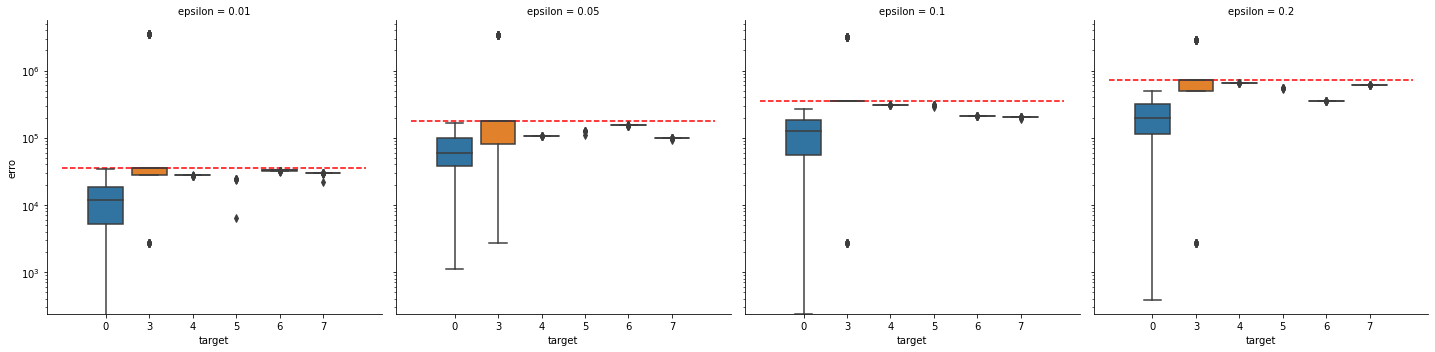 epsilon = 0.01 epsilon = 0.05 epsilon = 0.1 epsilon = 0.2
10⁶
10⁵
10⁴
10³
erro
0 3 4 5 6 7 0 3 4 5 6 7 0 3 4 5 6 7 0 3 4 5 6 7
target target target target